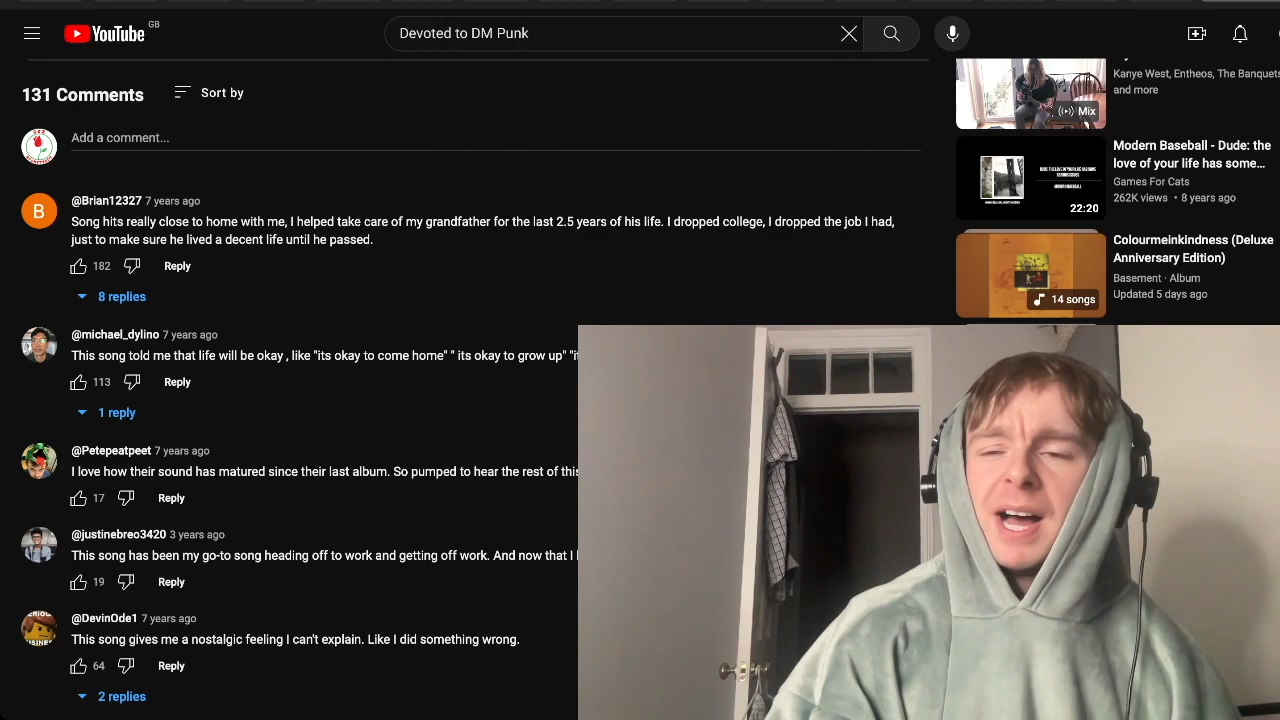 YouTube
GB
Devoted to DM Punk
131 Comments
Sort by
Add a comment...
B
@Brian12327 7 years ago
Song hits really close to home with me, I helped take care of my grandfather for the last 2.5 years of his life. I dropped college, I dropped the job I had,
just to make sure he lived a decent life until he passed.
182 Reply
8 replies
@michael_dylino 7 years ago
This song told me that life will be okay , like "its okay to come home" " its okay to grow up"
113 Reply
1 reply
@Petepeatpeet 7 years ago
I love how their sound has matured since their last album. So pumped to hear the rest of this
17 Reply
@justinebreo3420 3 years ago
This song has been my go-to song heading off to work and getting off work. And now that I
19 Reply
@DevinOde1 7 years ago
This song gives me a nostalgic feeling I can't explain. Like I did something wrong.
64 Reply
2 replies
Kanye West, Entheos, The Banquets
and more
Mix
Modern Baseball - Dude: the
love of your life has some...
Games For Cats
262K views • 8 years ago
22:20
Colourmeinkindness (Deluxe
Anniversary Edition)
Basement · Album
Updated 5 days ago
14 songs